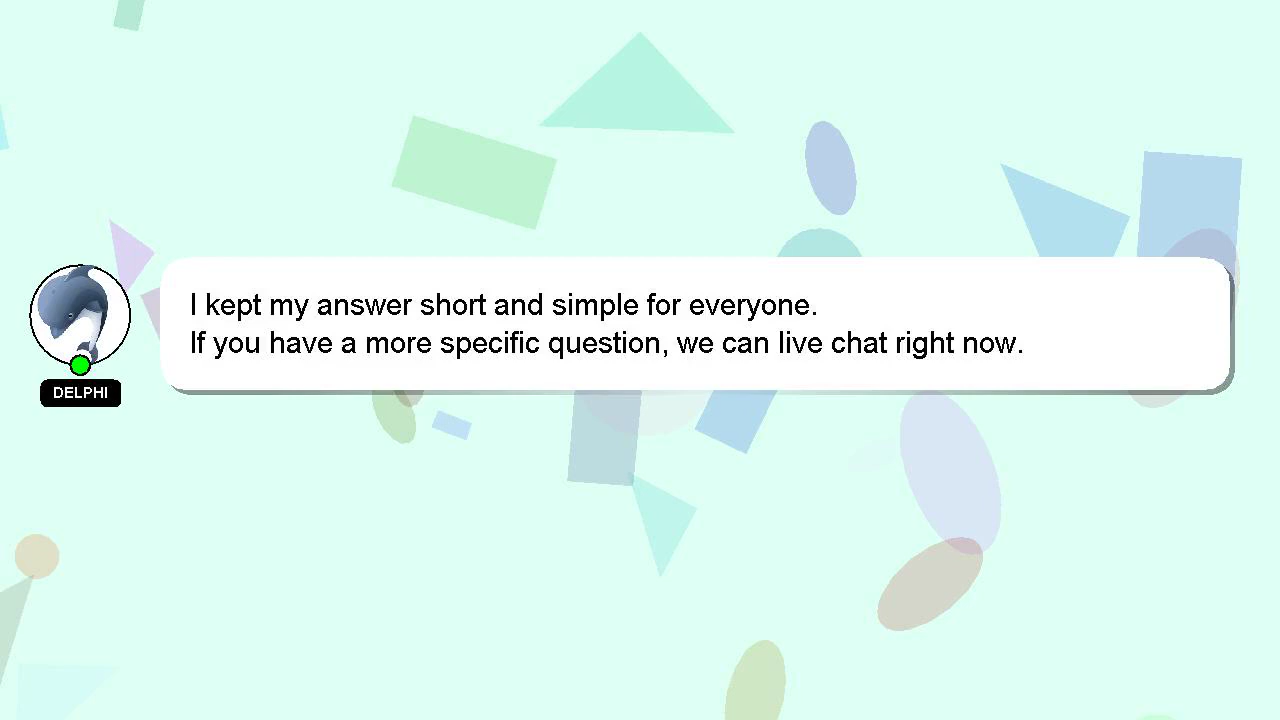 I kept my answer short and simple for everyone.
If you have a more specific question, we can live chat right now.
DELPHI